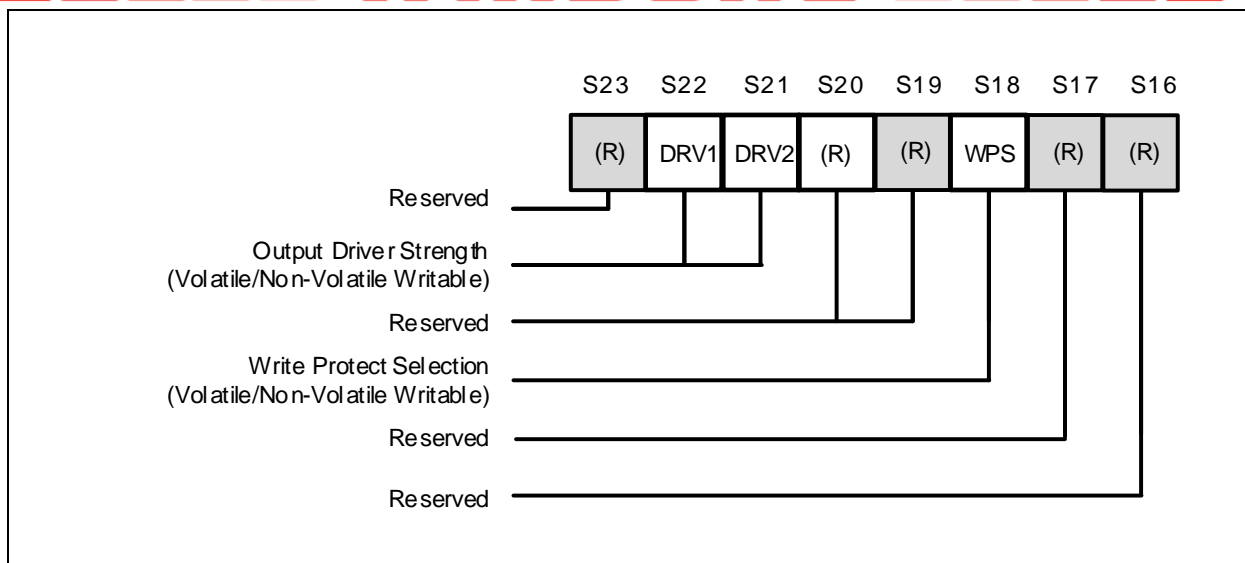 S23 S22 S21 S20 S19 S18 S17 S16
(R) DRV1 DRV2 (R) (R) WPS (R) (R)
Reserved
Output Driver Strength
(Volatile/Non-Volatile Writable)
Reserved
Write Protect Selection
(Volatile/Non-Volatile Writable)
Reserved
Reserved